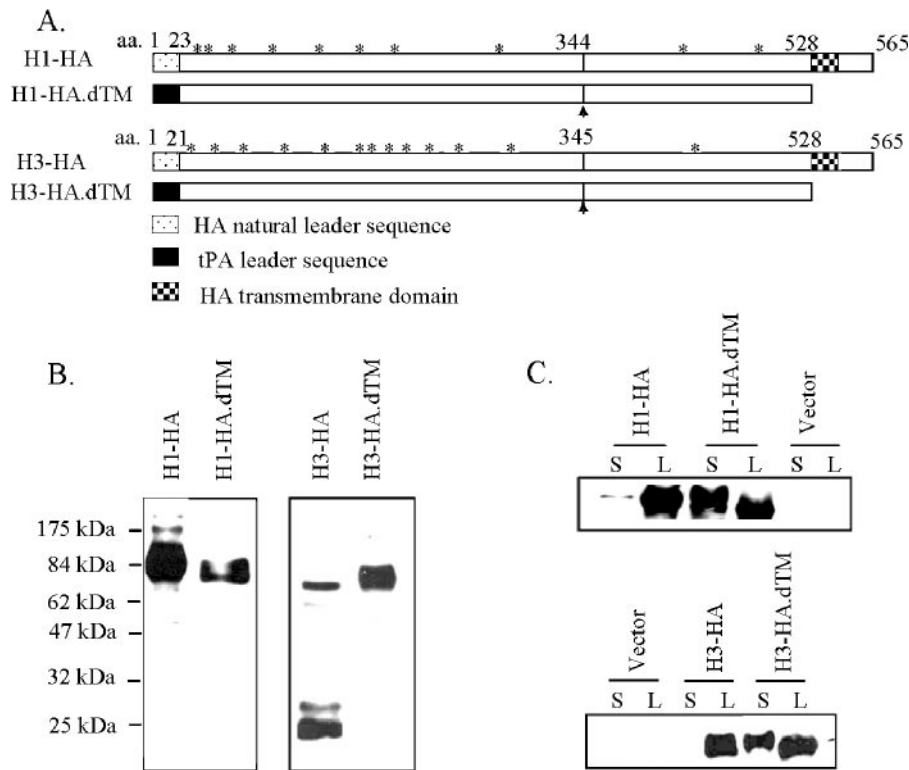 A.
aa. 1 23 ** * * * * * * 344 * * 528 565
H1-HA
H1-HA.dTM
aa. 1 21 * * * * * ** * * * * 345 * 528 565
H3-HA
H3-HA.dTM
HA natural leader sequence
tPA leader sequence
HA transmembrane domain
B.
H1-HA
H1-HA.dTM
H3-HA
H3-HA.dTM
175 kDa
84 kDa
62 kDa
47 kDa
32 kDa
25 kDa
C.
H1-HA
H1-HA.dTM
Vector
S L S L S L
Vector
H3-HA
H3-HA.dTM
S L S L S L